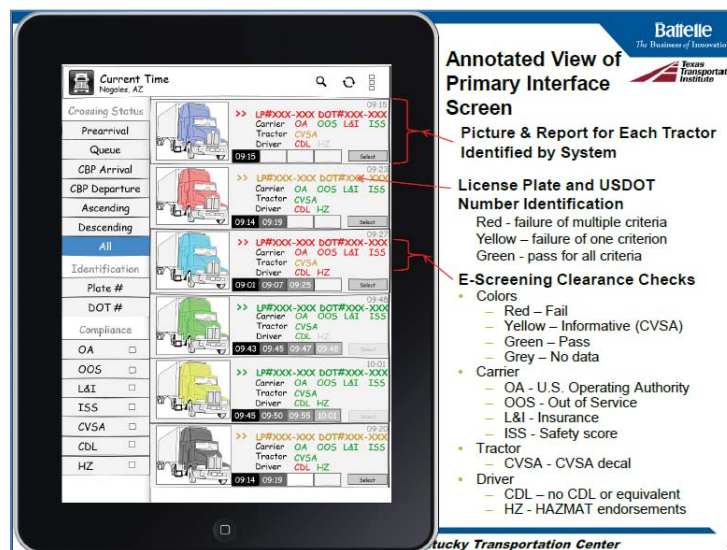 Battelle
The Business of Innovation
Texas
Transportat
Institute
Annotated View of
Primary Interface
Screen
Picture & Report for Each Tractor
Identified by System
License Plate and USDOT
Number Identification
Red - failure of multiple criteria
Yellow – failure of one criterion
Green - pass for all criteria
E-Screening Clearance Checks
• Colors
– Red – Fail
– Yellow – Informative (CVSA)
– Green – Pass
– Grey – No data
• Carrier
– OA - U.S. Operating Authority
– OOS - Out of Service
– L&I - Insurance
– ISS - Safety score
• Tractor
– CVSA - CVSA decal
• Driver
– CDL – no CDL or equivalent
– HZ - HAZMAT endorsements
tucky Transportation Center
Current Time
Nogales, AZ
Crossing Status
Prearrival
Queue
CBP Arrival
CBP Departure
Ascending
Descending
All
Identification
Plate #
DOT #
Compliance
OA
OOS
L&I
ISS
CVSA
CDL
HZ
09:15
>> LP#XXX-XXX DOT#XXX-XXX
Carrier OA OOS L&I ISS
Tractor CVSA
Driver CDL HZ
09:15 Select
09:23
>> LP#XXX-XXX DOT#XXX-XXX
Carrier OA OOS L&I ISS
Tractor CVSA
Driver CDL HZ
09:14 09:19 Select
09:27
>> LP#XXX-XXX DOT#XXX-XXX
Carrier OA OOS L&I ISS
Tractor CVSA
Driver CDL HZ
09:01 09:07 09:25 Select
09:48
>> LP#XXX-XXX DOT#XXX-XXX
Carrier OA OOS L&I ISS
Tractor CVSA
Driver CDL HZ
09:43 09:45 09:47 09:48 Select
10:01
>> LP#XXX-XXX DOT#XXX-XXX
Carrier OA OOS L&I ISS
Tractor CVSA
Driver CDL HZ
09:45 09:50 09:55 10:01 Select
09:20
>> LP#XXX-XXX DOT#XXX-XXX
Carrier OA OOS L&I ISS
Tractor CVSA
Driver CDL HZ
09:14 09:19 Select